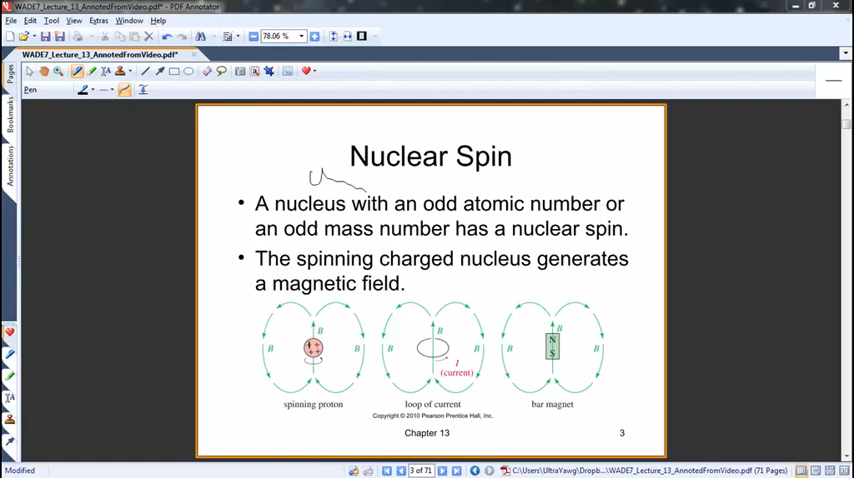 WADE7_Lecture_13_AnnotatedFromVideo.pdf* - PDF Annotator
File Edit Tool View Extras Window Help
78.06 %
WADE7_Lecture_13_AnnotatedFromVideo.pdf*
Pen
Pages
Bookmarks
Annotations
Nuclear Spin
• A nucleus with an odd atomic number or
an odd mass number has a nuclear spin.
• The spinning charged nucleus generates
a magnetic field.
B B B
spinning proton
B B B
I
(current)
loop of current
B B B
N
S
bar magnet
Copyright © 2010 Pearson Prentice Hall, Inc.
Chapter 13 3
Modified
3 of 71
C:\Users\UltraYawg\Dropb...\WADE7_Lecture_13_AnnotatedFromVideo.pdf (71 Pages)